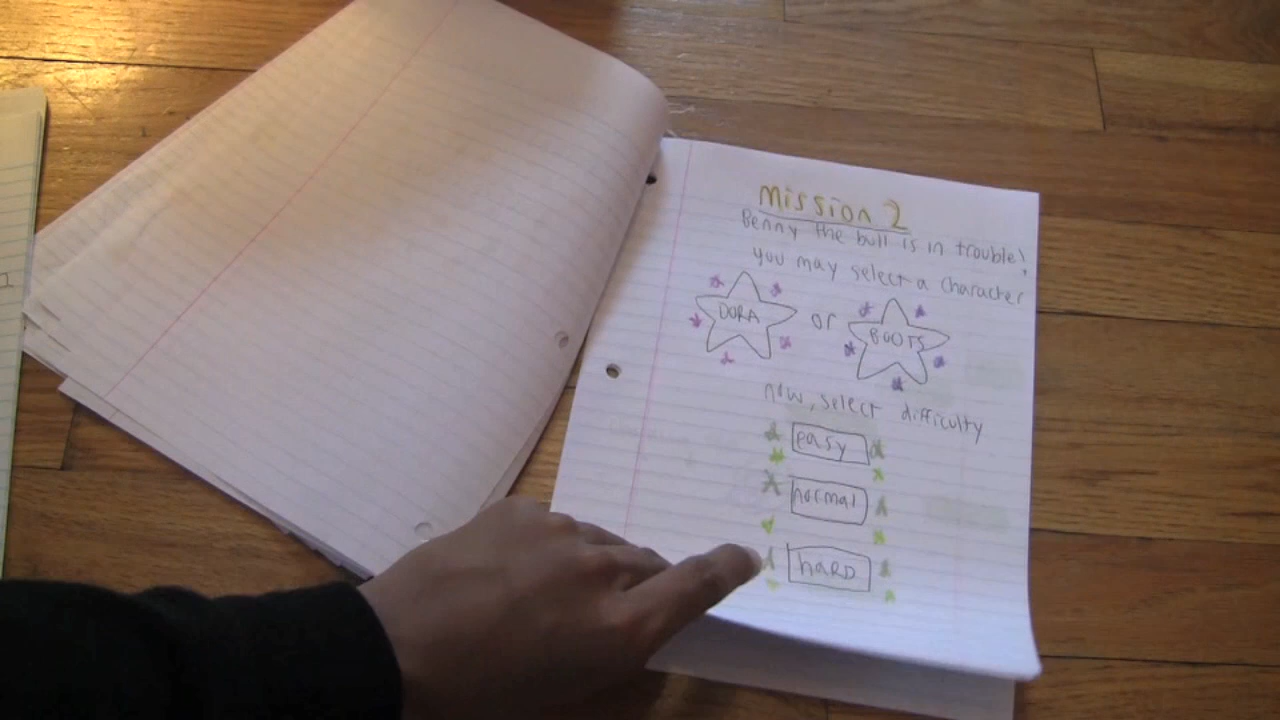 Mission 2
Benny the bull is in trouble!
you may select a character
DORA or BOOTS
now, select difficulty
easy
normal
hARD